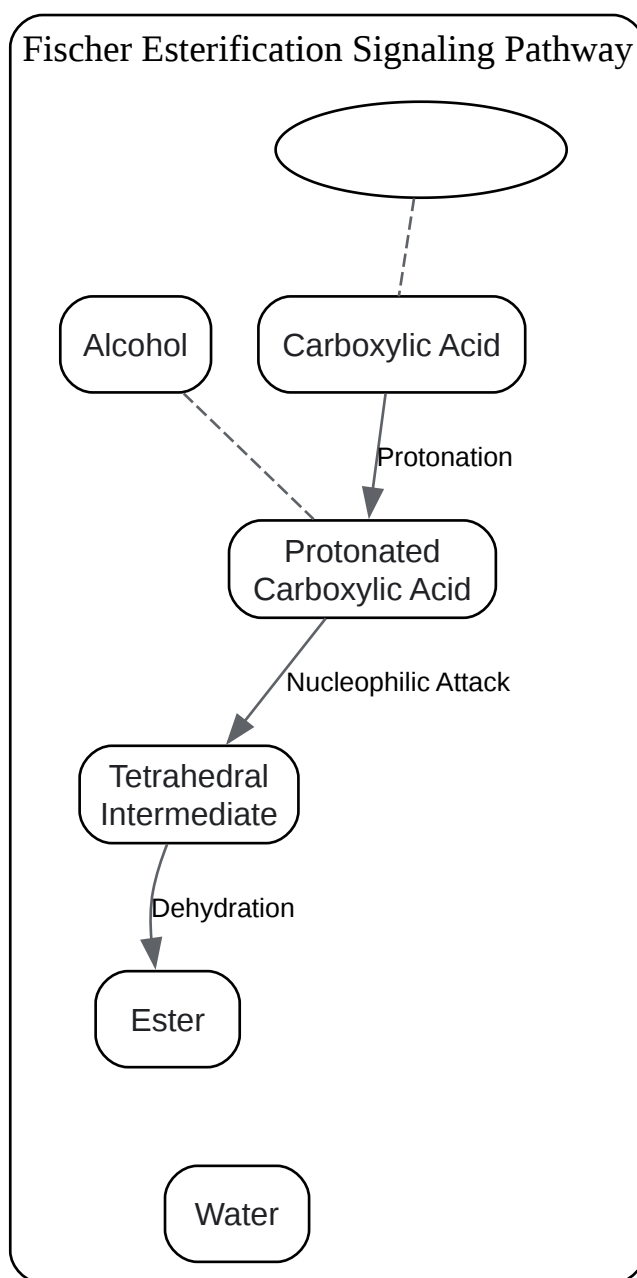 Fischer Esterification Signaling Pathway
Alcohol
Carboxylic Acid
Protonation
Protonated
Carboxylic Acid
Nucleophilic Attack
Tetrahedral
Intermediate
Dehydration
Ester
Water